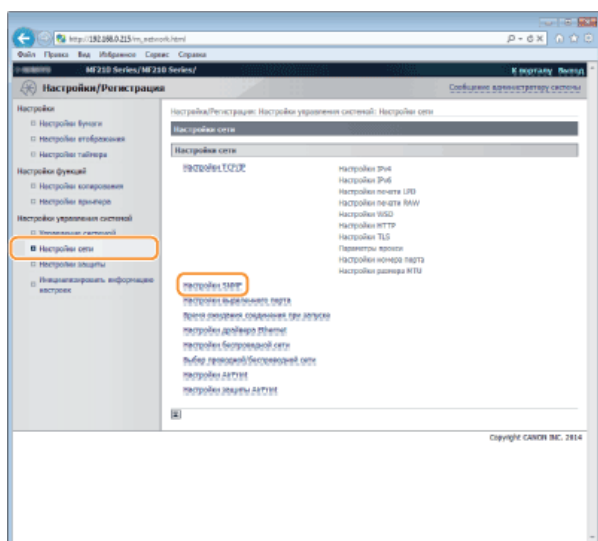 http://192.168.0.215/m_network.html
Файл Правка Вид Избранное Сервис Справка
MF210 Series/MF210 Series/
К порталу Выход
Настройки/Регистрация
Сообщение администратору системы
Настройки
Настройки бумаги
Настройки отображения
Настройки таймера
Настройки функций
Настройки копирования
Настройки принтера
Настройки управления системой
Управление системой
Настройки сети
Настройки защиты
Инициализировать информацию настроек
Настройки/Регистрация: Настройки управления системой: Настройки сети
Настройки сети
Настройки сети
Настройки TCP/IP
Настройки IPv4
Настройки IPv6
Настройки печати LPD
Настройки печати RAW
Настройки WSD
Настройки HTTP
Настройки TLS
Параметры прокси
Настройки номера порта
Настройки размера MTU
Настройки SNMP
Настройки выделенного порта
Время ожидания соединения при запуске
Настройки драйвера Ethernet
Настройки беспроводной сети
Выбор проводной/беспроводной сети
Настройки AirPrint
Настройки защиты AirPrint
Copyright CANON INC. 2014